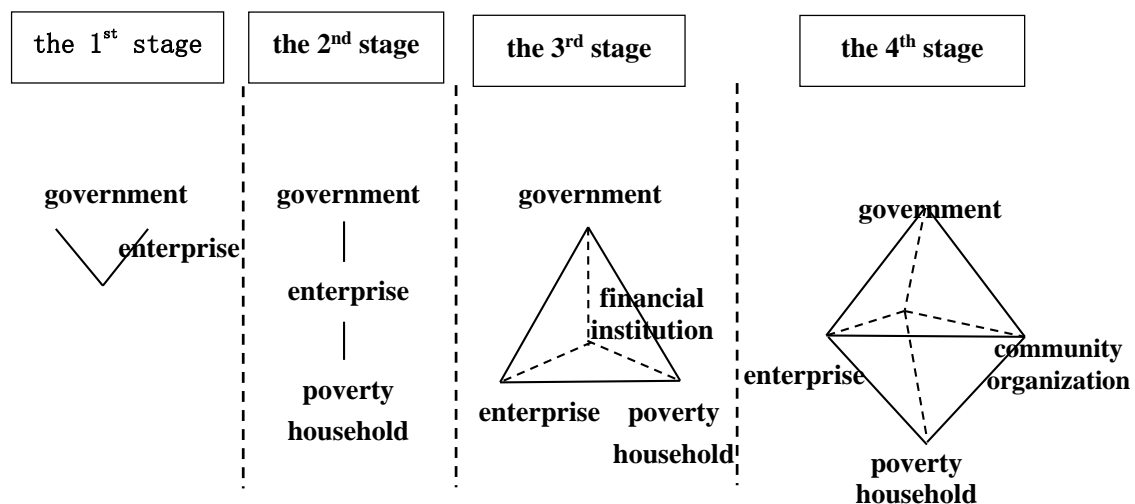 the 1st stage
the 2nd stage
the 3rd stage
the 4th stage
government
enterprise
government
enterprise
poverty
household
government
financial
institution
enterprise
poverty
household
government
enterprise
community
organization
poverty
household